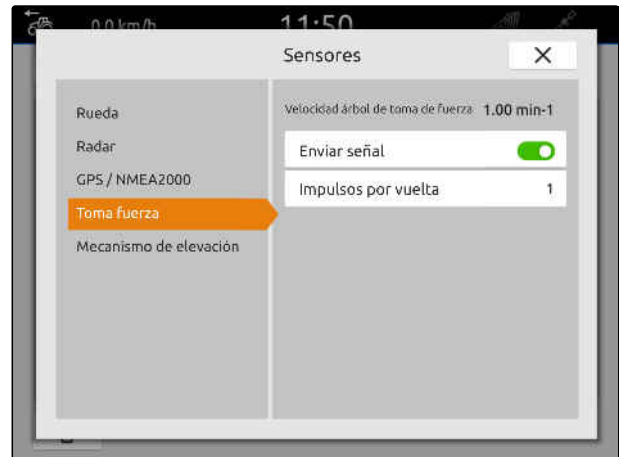 0.0 km/h
11:50
Sensores
Rueda
Radar
GPS / NMEA2000
Toma fuerza
Mecanismo de elevación
Velocidad árbol de toma de fuerza 1.00 min-1
Enviar señal
Impulsos por vuelta 1